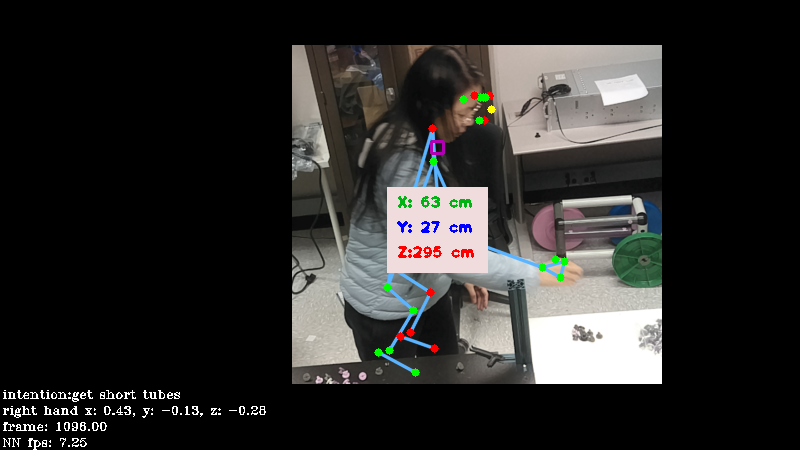 X: 63 cm
Y: 27 cm
Z:295 cm
intention:get short tubes
right hand x: 0.43, y: -0.13, z: -0.28
frame: 1098.00
NN fps: 7.25